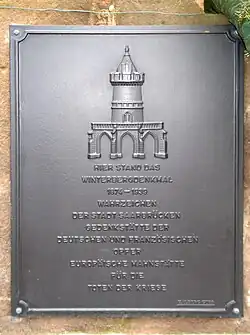 HIER STAND DAS
WINTERBERGDENKMAL
1874 – 1939
WAHRZEICHEN
DER STADT SAARBRÜCKEN
GEDENKSTÄTTE DER
DEUTSCHEN UND FRANZÖSISCHEN
OPFER
EUROPÄISCHE MAHNSTÄTTE
FÜR DIE
TOTEN DER KRIEGE